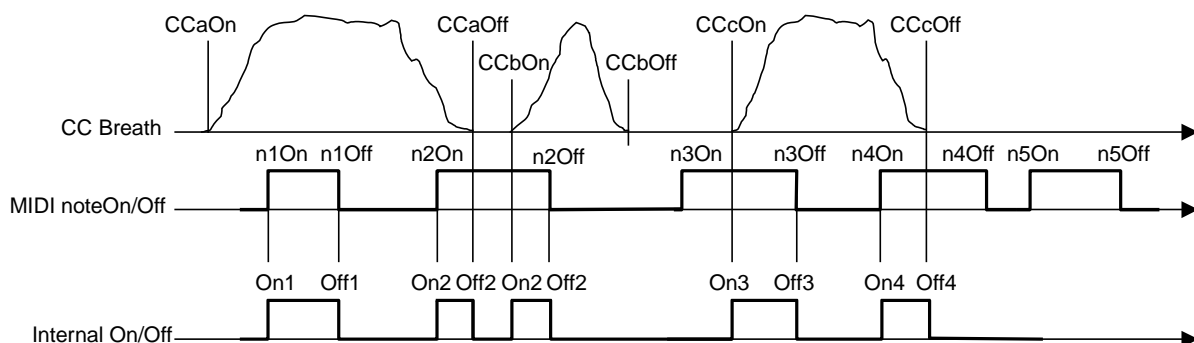 CCaOn CCaOff CCcOn CCcOff
CCbOn CCbOff
CC Breath
n1On n1Off n2On n2Off n3On n3Off n4On n4Off n5On n5Off
MIDI noteOn/Off
On1 Off1 On2 Off2 On2 Off2 On3 Off3 On4 Off4
Internal On/Off